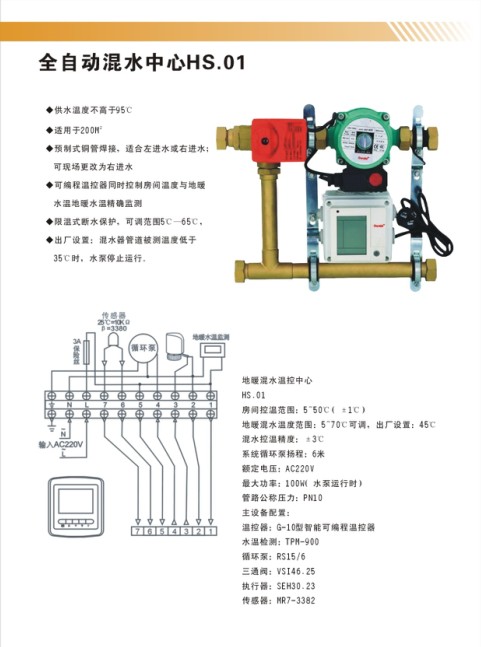 全自动混水中心HS.01
◆供水温度不高于95℃
◆适用于200M²
◆预制式铜管焊接、适合左进水或右进水；
可现场更改为右进水
◆可编程温控器同时控制房间温度与地暖
水温地暖水温精确监测
◆限温式断水保护，可调范围5℃—65℃，
◆出厂设置：混水器管道被测温度低于
35℃时，水泵停止运行.
传感器
25℃=10KΩ
β=3380
3A
保险丝
循环泵
地暖水温监测
N L 7 6 5 4 3 2 1
N
输入AC220V
L
7 6 5 4 3 2 1
地暖混水温控中心
HS.01
房间控温范围：5~50℃( ±1℃)
地暖混水温度范围：5~70℃可调，出厂设置：45℃
混水控温精度：±3℃
系统循环泵扬程：6米
额定电压：AC220V
最大功率：100W( 水泵运行时)
管路公称压力：PN10
主设备配置：
温控器：G-10型智能可编程温控器
水温检测：TPM-900
循环泵：RS15/6
三通阀：VSI46.25
执行器：SEH30.23
传感器：MR7-3382